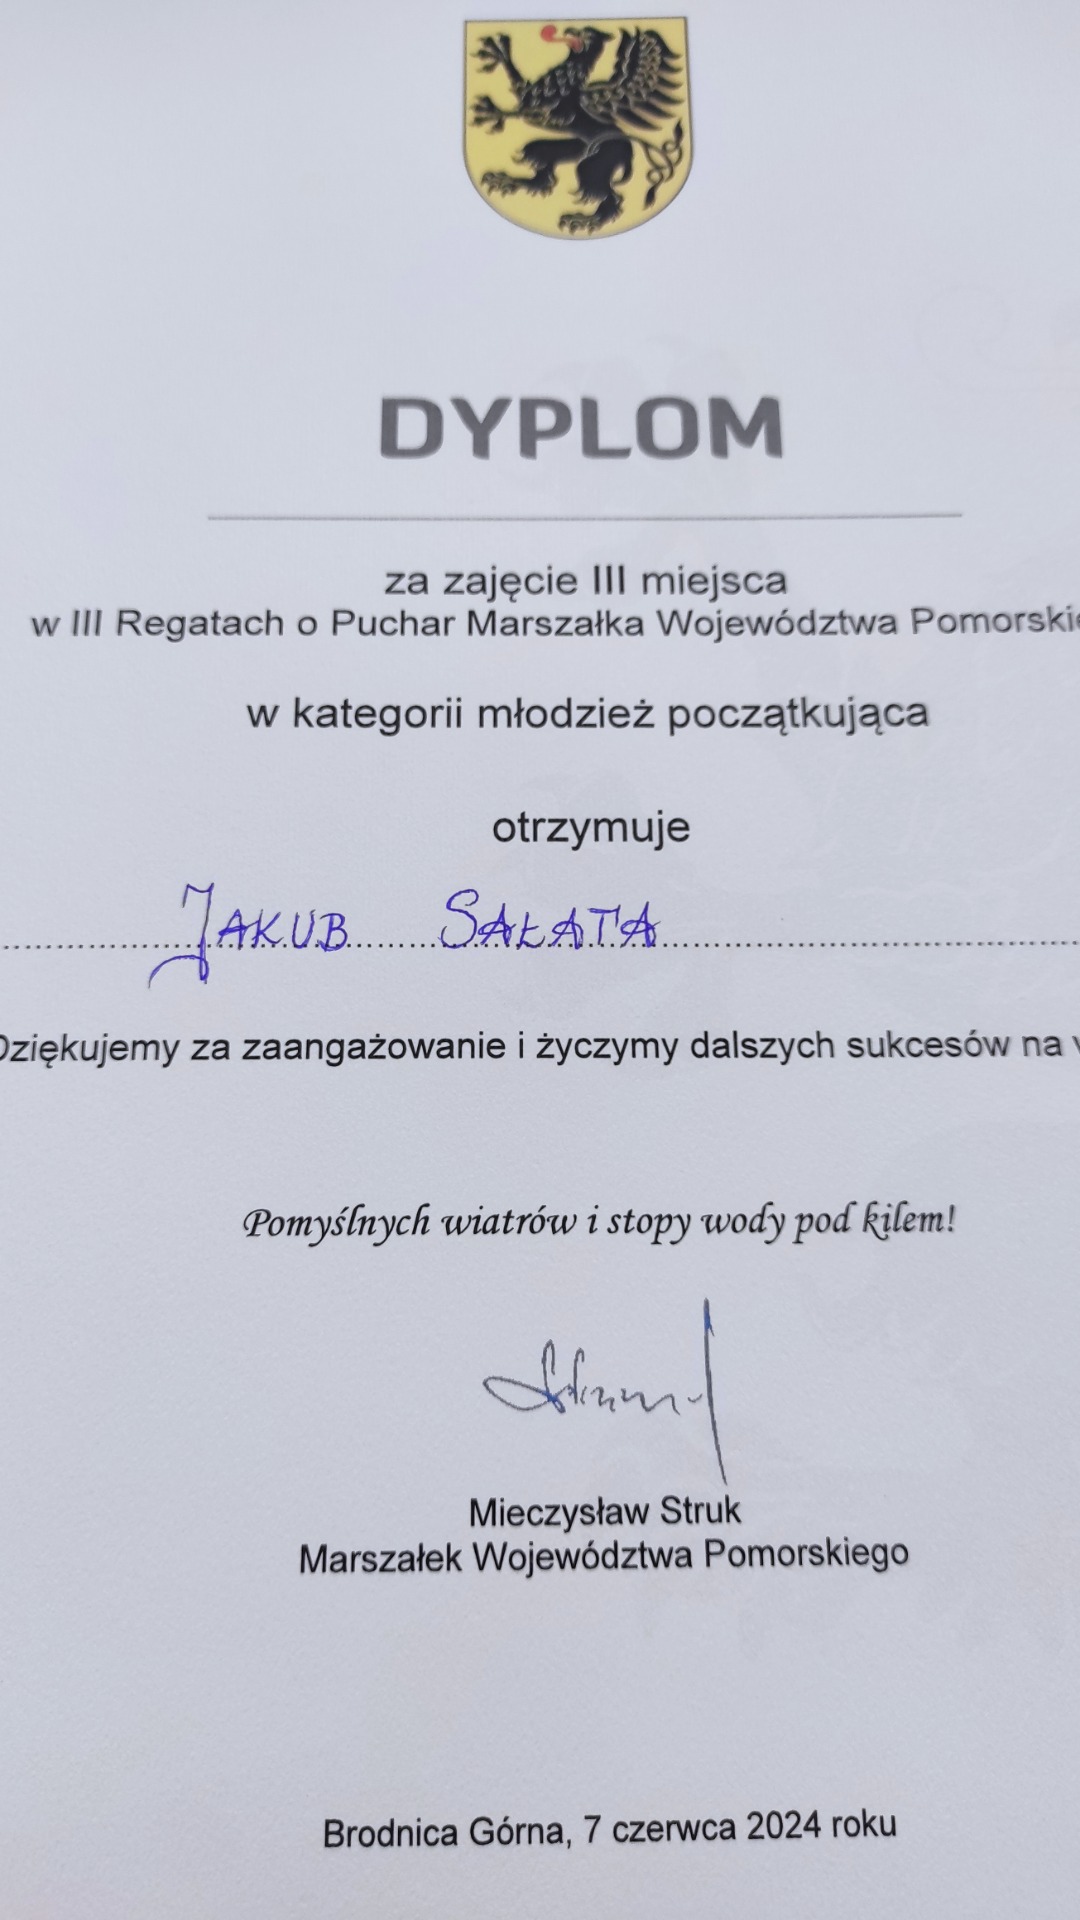 DYPLOM
za zajęcie III miejsca
w III Regatach o Puchar Marszałka Województwa Pomorskie
w kategorii młodzież początkująca
otrzymuje
JAKUB SAŁATA
Dziękujemy za zaangażowanie i życzymy dalszych sukcesów na
Pomyślnych wiatrów i stopy wody pod kilem!
Mieczysław Struk
Marszałek Województwa Pomorskiego
Brodnica Górna, 7 czerwca 2024 roku